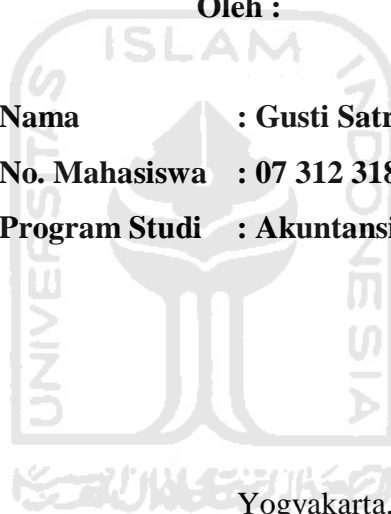 Oleh :
ISLAM
Nama : Gusti Satr
No. Mahasiswa : 07 312 318
Program Studi : Akuntansi
UNIVERSITAS
INDONESIA
Yogyakarta,